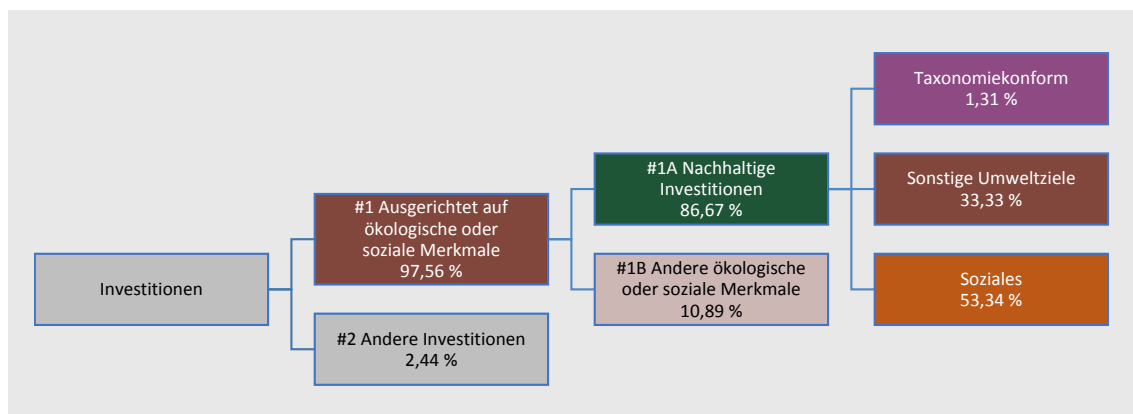 Investitionen
#1 Ausgerichtet auf
ökologische oder
soziale Merkmale
97,56 %
#2 Andere Investitionen
2,44 %
#1A Nachhaltige
Investitionen
86,67 %
#1B Andere ökologische
oder soziale Merkmale
10,89 %
Taxonomiekonform
1,31 %
Sonstige Umweltziele
33,33 %
Soziales
53,34 %